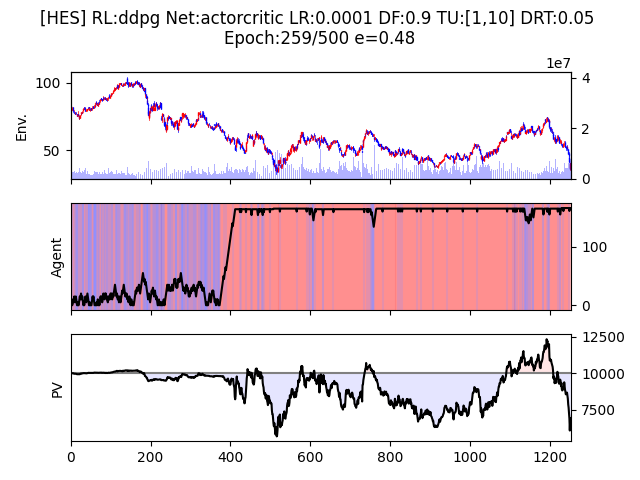 [HES] RL:ddpg Net:actorcritic LR:0.0001 DF:0.9 TU:[1,10] DRT:0.05
Epoch:259/500 e=0.48
1e7
100
50
Env.
4
2
0
Agent
100
0
PV
12500
10000
7500
0 200 400 600 800 1000 1200